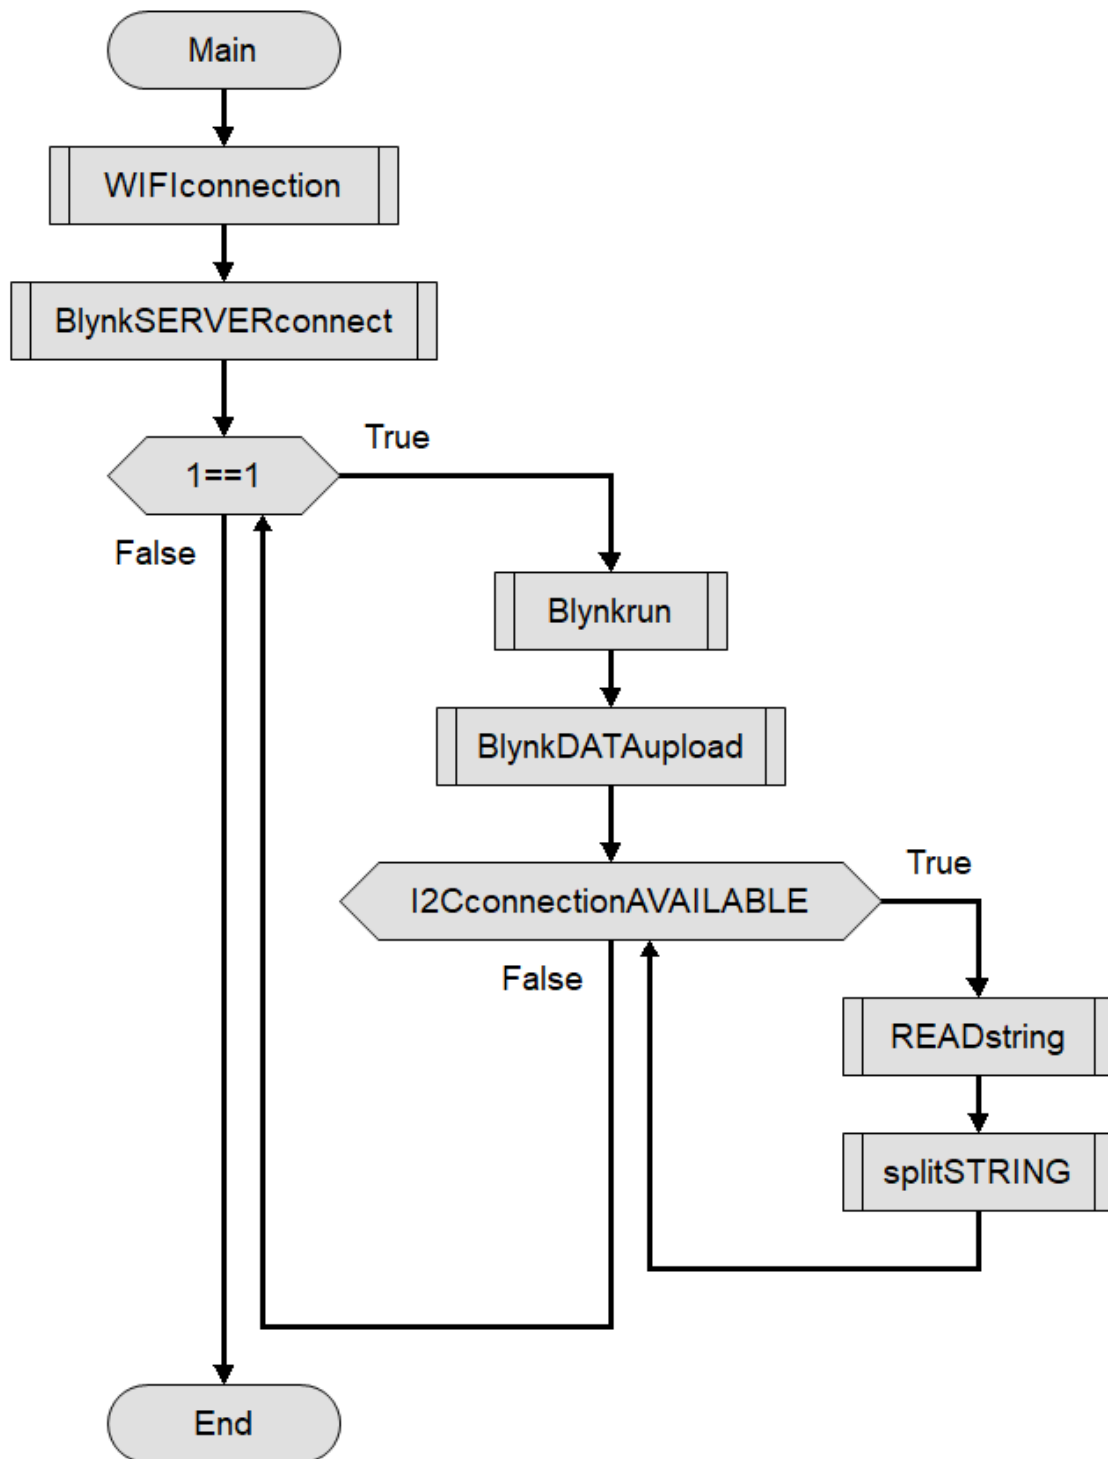 Main
WIFIconnection
BlynkSERVERconnect
1==1
True
False
Blynkrun
BlynkDATAupload
I2CconnectionAVAILABLE
True
False
READstring
splitSTRING
End